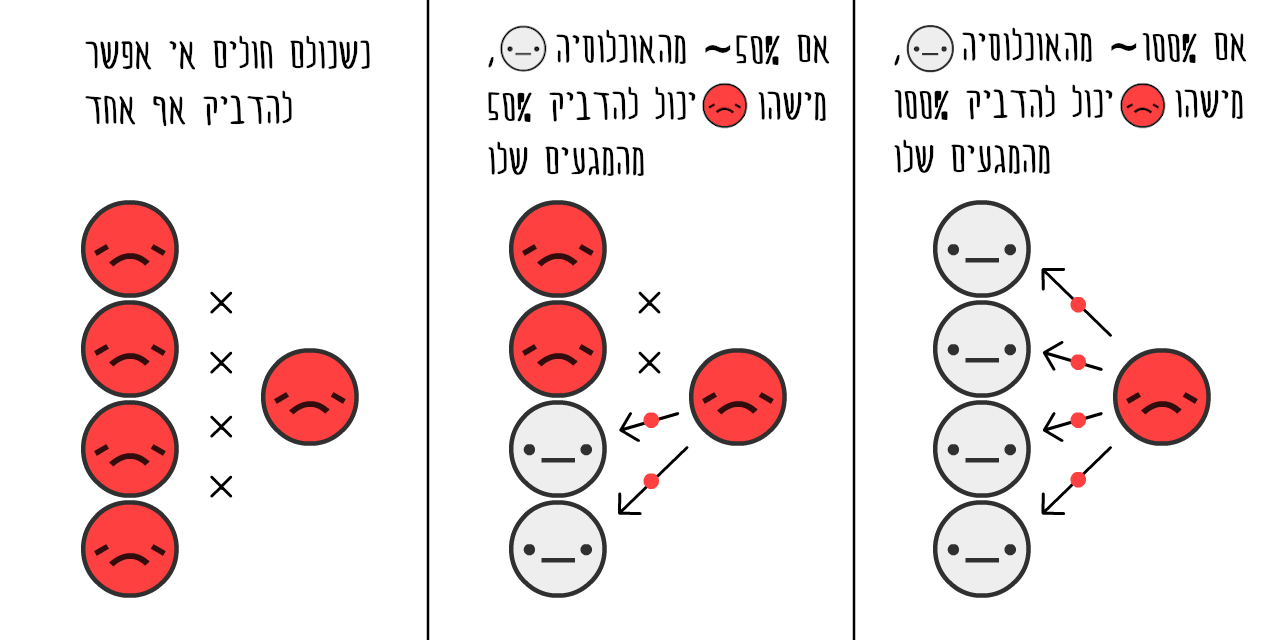 אם ~100% מהאוכלוסיה,
מישהו יכול להדביק 100%
מהמגעים שלו
אם ~50% מהאוכלוסיה,
מישהו יכול להדביק 50%
מהמגעים שלו
כשכולם חולים אי אפשר
להדביק אף אחד